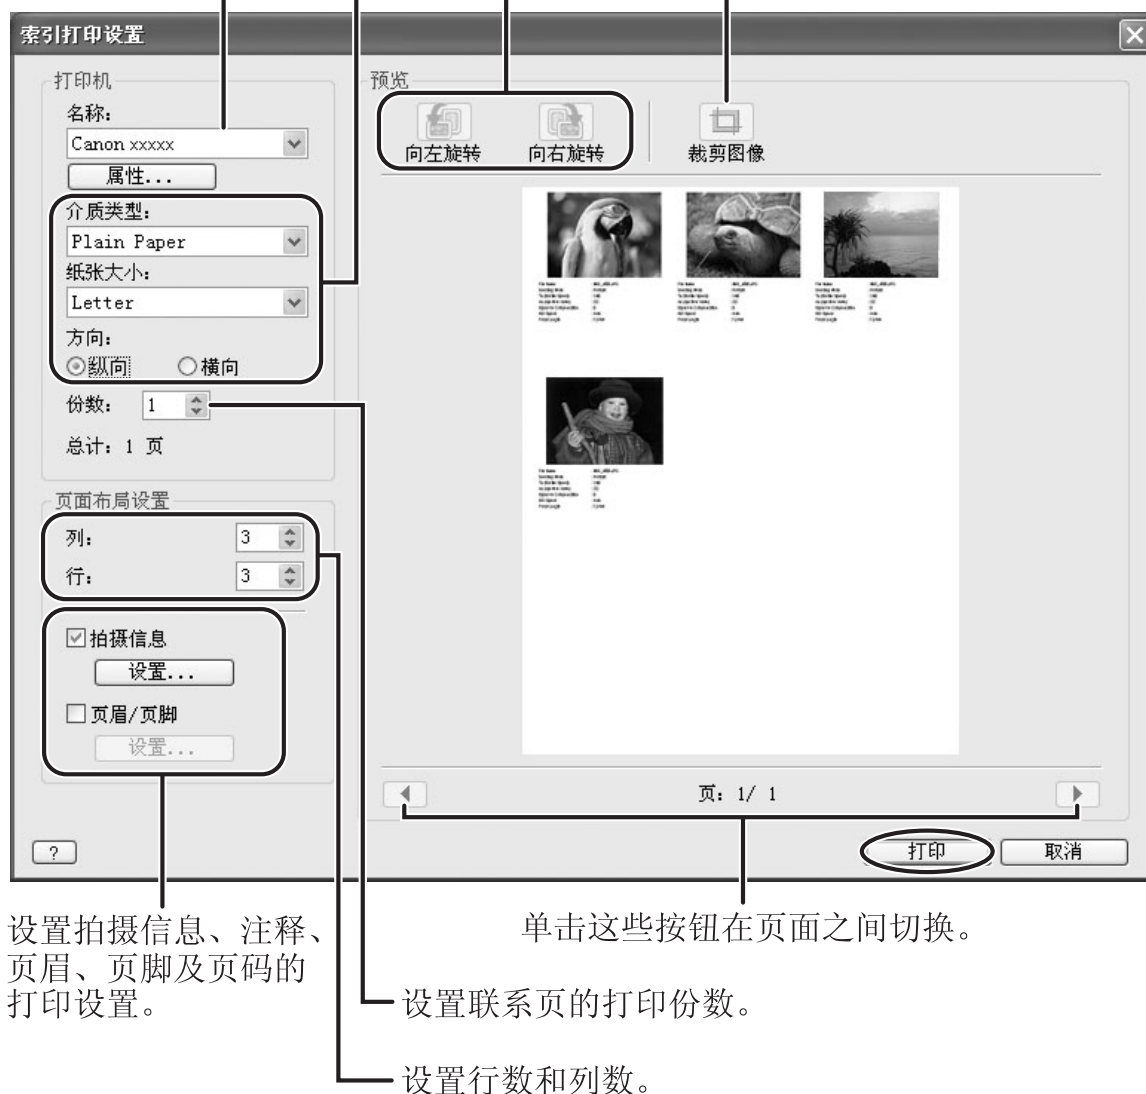 索引打印设置
打印机
名称：
Canon xxxxx
属性...
介质类型：
Plain Paper
纸张大小：
Letter
方向：
纵向 横向
份数： 1
总计：1 页
页面布局设置
列： 3
行： 3
拍摄信息
设置...
页眉/页脚
设置...
?
预览
向左旋转 向右旋转 裁剪图像
页：1/ 1
打印 取消
设置拍摄信息、注释、
页眉、页脚及页码的
打印设置。
单击这些按钮在页面之间切换。
设置联系页的打印份数。
设置行数和列数。